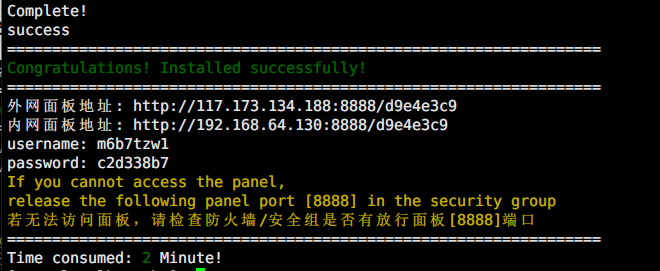 Complete!
success
==================================================================
Congratulations! Installed successfully!
==================================================================
外网面板地址: http://117.173.134.188:8888/d9e4e3c9
内网面板地址: http://192.168.64.130:8888/d9e4e3c9
username: m6b7tzw1
password: c2d338b7
If you cannot access the panel,
release the following panel port [8888] in the security group
若无法访问面板，请检查防火墙/安全组是否有放行面板[8888]端口
==================================================================
Time consumed: 2 Minute!